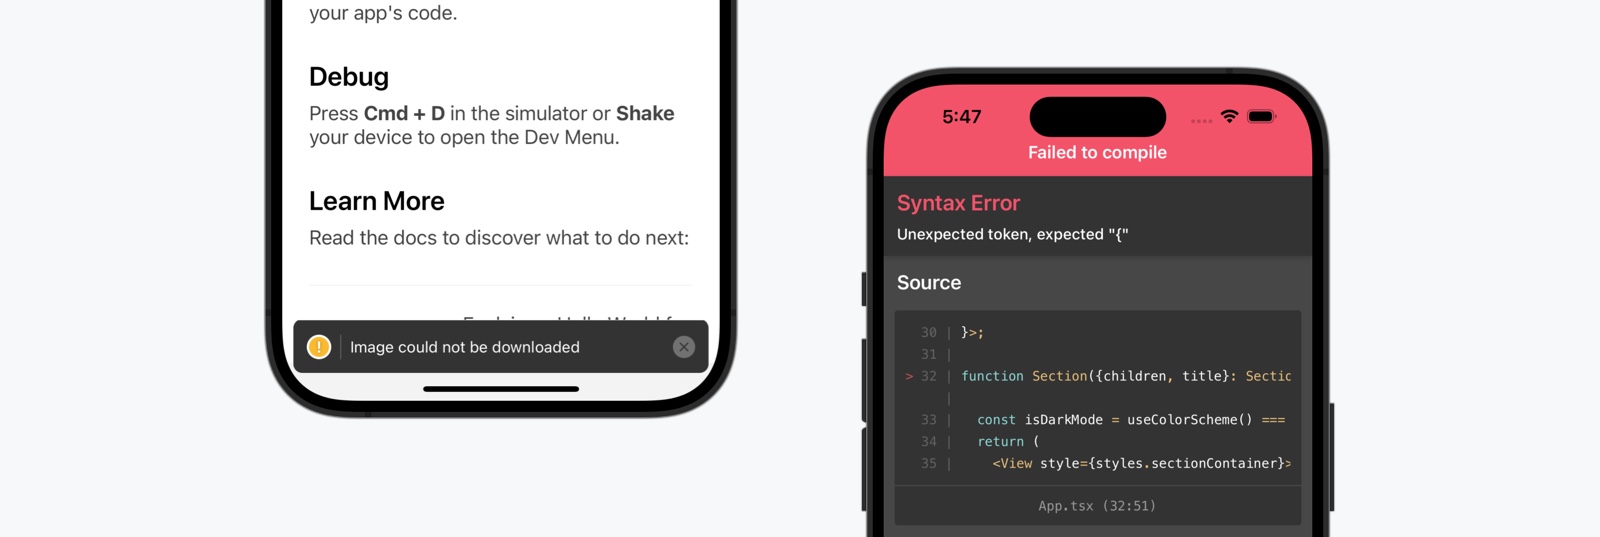 your app's code.
Debug
Press Cmd + D in the simulator or Shake
your device to open the Dev Menu.
Learn More
Read the docs to discover what to do next:
Image could not be downloaded
5:47
Failed to compile
Syntax Error
Unexpected token, expected "{"
Source
30 | }>;
31 |
> 32 | function Section({children, title}: Sectio
|
33 | const isDarkMode = useColorScheme() ===
34 | return (
35 | <View style={styles.sectionContainer}>
App.tsx (32:51)